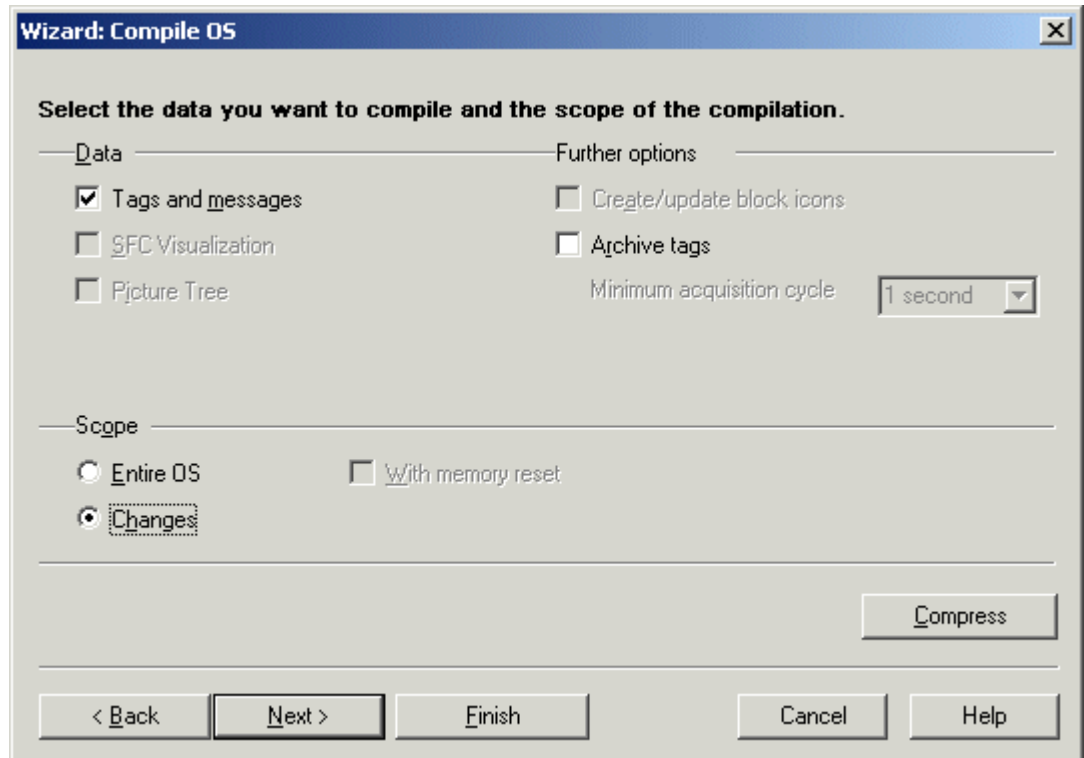 Wizard: Compile OS
Select the data you want to compile and the scope of the compilation.
Data
Further options
Tags and messages
Create/update block icons
SFC Visualization
Archive tags
Picture Tree
Minimum acquisition cycle
1 second
Scope
Entire OS
With memory reset
Changes
Compress
< Back
Next >
Finish
Cancel
Help